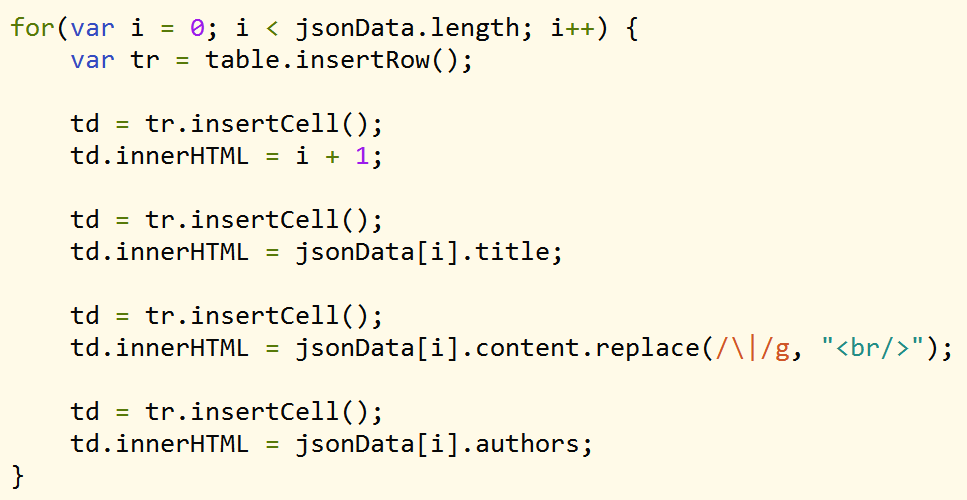 for(var i = 0; i < jsonData.length; i++) {
    var tr = table.insertRow();

    td = tr.insertCell();
    td.innerHTML = i + 1;

    td = tr.insertCell();
    td.innerHTML = jsonData[i].title;

    td = tr.insertCell();
    td.innerHTML = jsonData[i].content.replace(/\|/g, "<br/>");

    td = tr.insertCell();
    td.innerHTML = jsonData[i].authors;
}